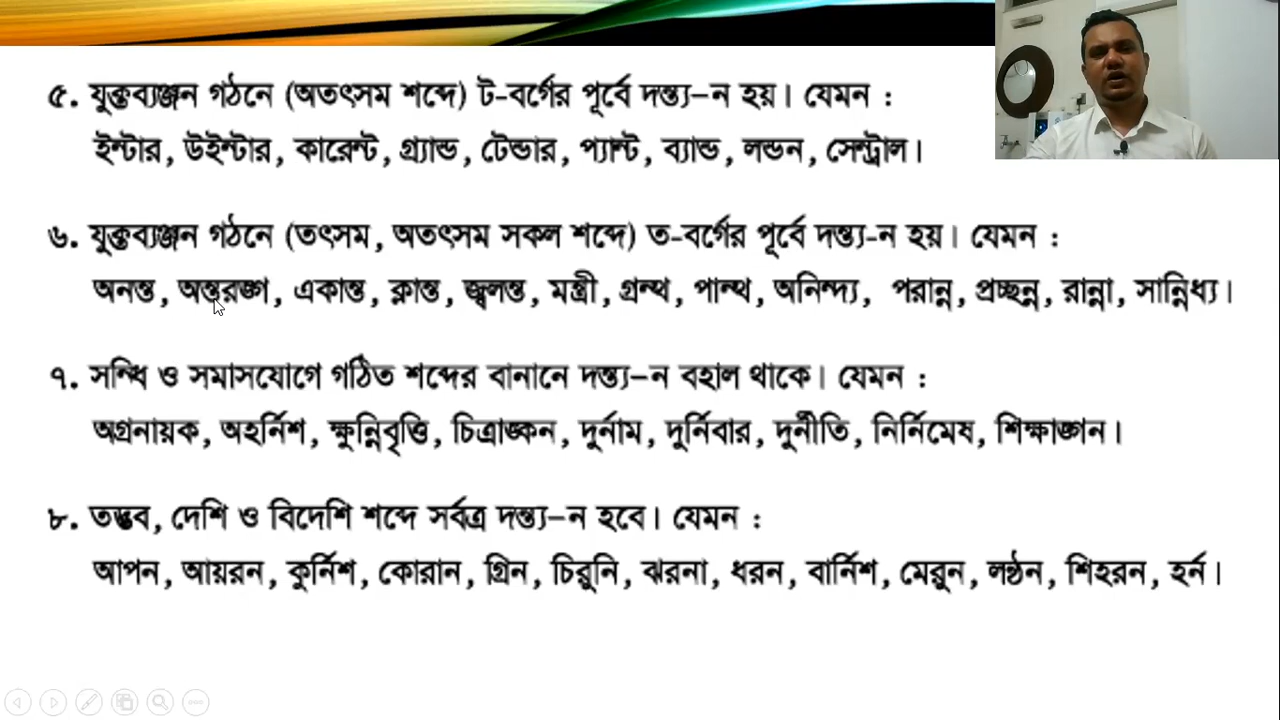 ৫. যুক্তব্যঞ্জন গঠনে (অতৎসম শব্দে) ট-বর্গের পূর্বে দন্ত্য–ন হয়। যেমন :
ইন্টার, উইন্টার, কারেন্ট, গ্র্যান্ড, টেন্ডার, প্যান্ট, ব্যান্ড, লন্ডন, সেন্ট্রাল।
৬. যুক্তব্যঞ্জন গঠনে (তৎসম, অতৎসম সকল শব্দে) ত-বর্গের পূর্বে দন্ত্য-ন হয়। যেমন :
অনন্ত, অন্তরঙ্গ, একান্ত, ক্লান্ত, জ্বলন্ত, মন্ত্রী, গ্রন্থ, পান্থ, অনিন্দ্য, পরান্ন, প্রচ্ছন্ন, রান্না, সান্নিধ্য।
৭. সন্ধি ও সমাসযোগে গঠিত শব্দের বানানে দন্ত্য–ন বহাল থাকে। যেমন :
অগ্রনায়ক, অহর্নিশ, ক্ষুন্নিবৃত্তি, চিত্রাঙ্কন, দুর্নাম, দুর্নিবার, দুর্নীতি, নির্নিমেষ, শিক্ষাঙ্গন।
৮. তদ্ভব, দেশি ও বিদেশি শব্দে সর্বত্র দন্ত্য–ন হবে। যেমন :
আপন, আয়রন, কুর্নিশ, কোরান, গ্রিন, চিরুনি, ঝরনা, ধরন, বার্নিশ, মেরুন, লন্ঠন, শিহরন, হর্ন।